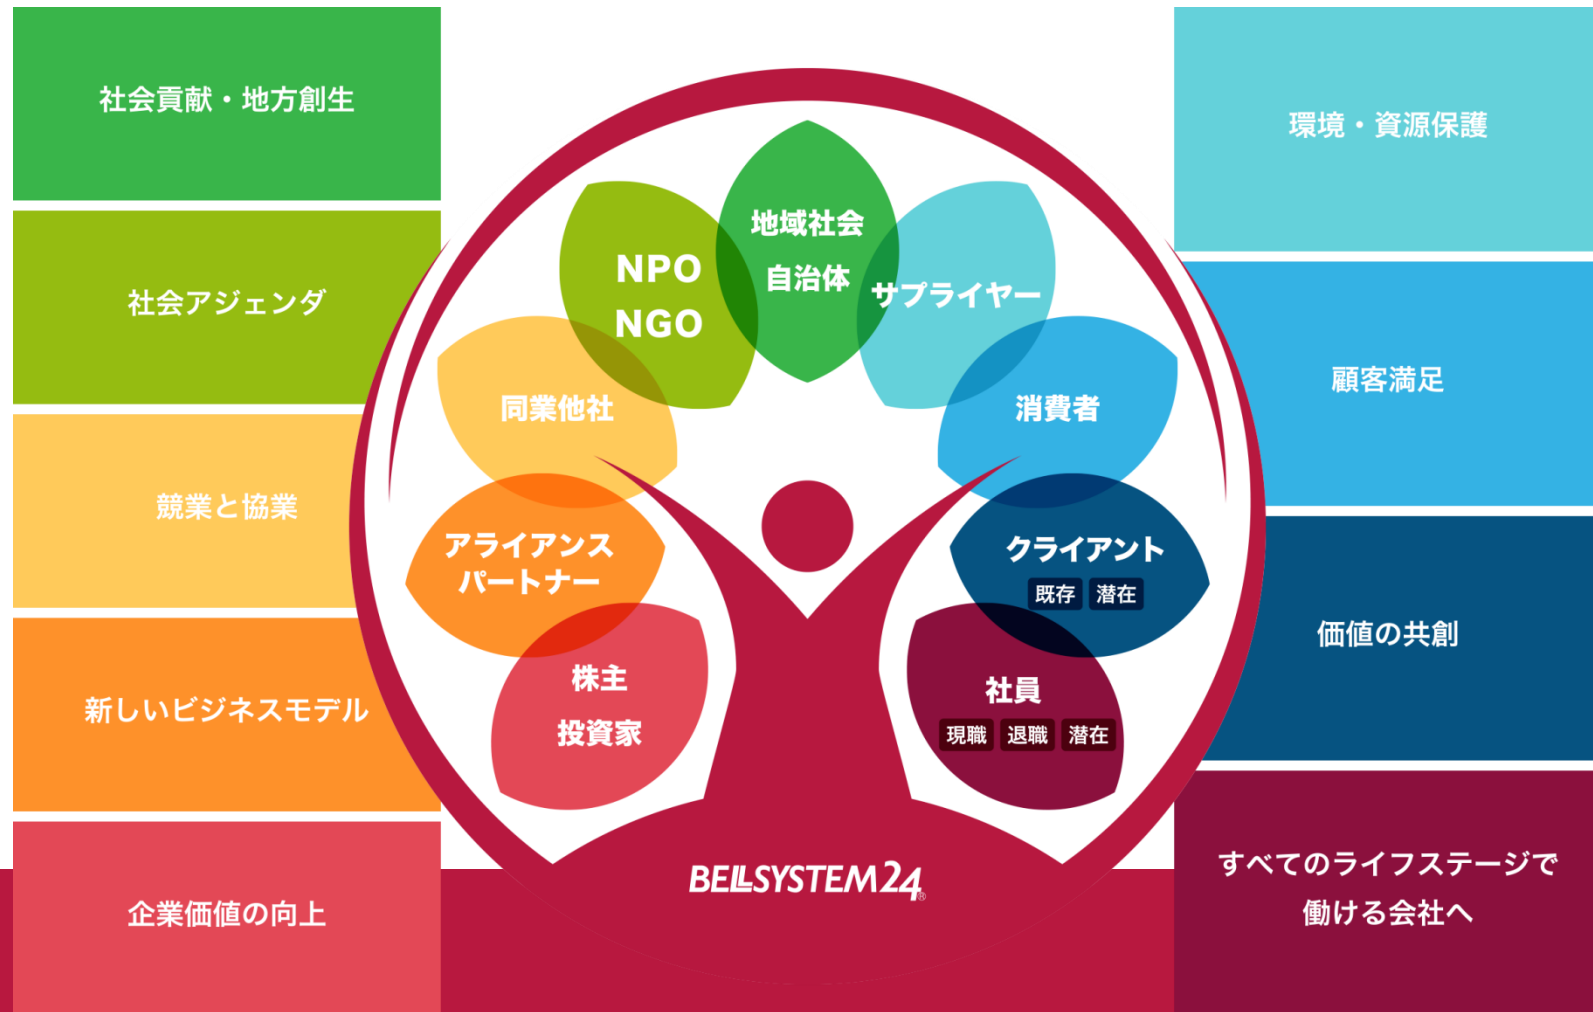 社会貢献・地方創生
社会アジェンダ
競業と協業
新しいビジネスモデル
企業価値の向上
地域社会
自治体
NPO
NGO
サプライヤー
同業他社
消費者
アライアンス
パートナー
クライアント
既存 潜在
株主
投資家
社員
現職 退職 潜在
BELLSYSTEM24®
環境・資源保護
顧客満足
価値の共創
すべてのライフステージで
働ける会社へ